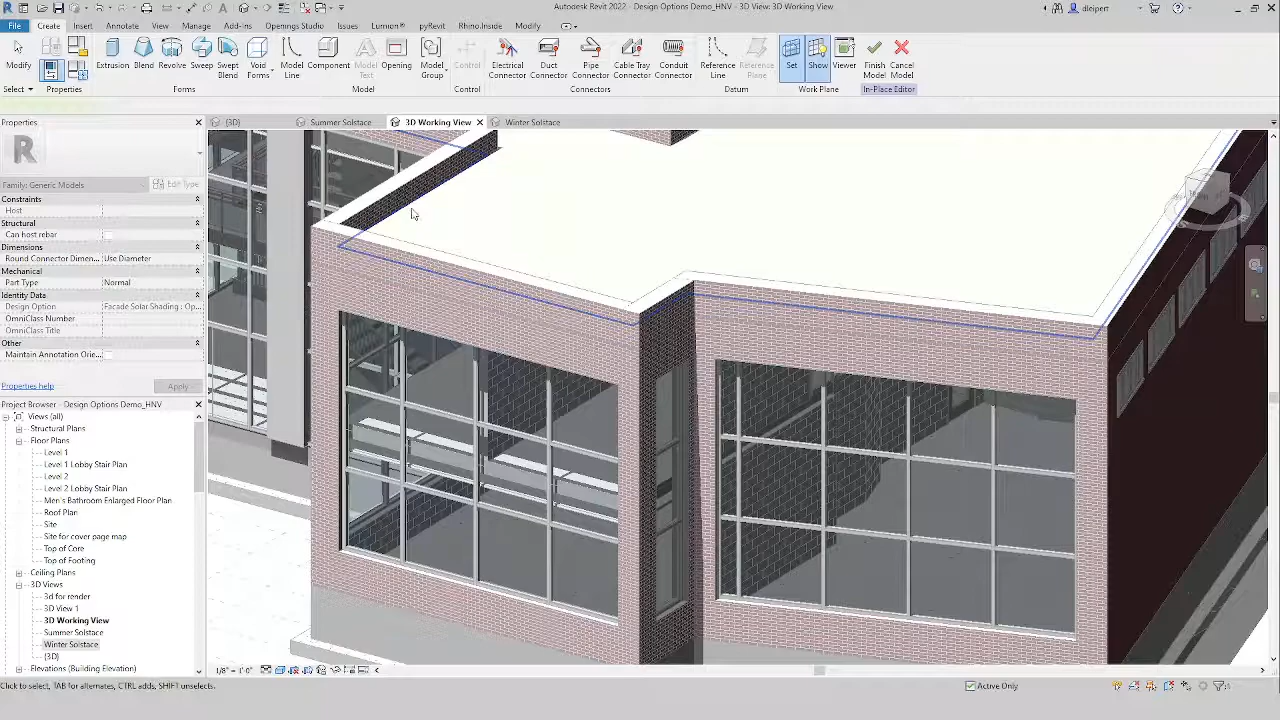 Autodesk Revit 2022 - Design Options Demo_HNV - 3D View: 3D Working View
dleipert
File
Create
Insert
Annotate
View
Manage
Add-Ins
Openings Studio
Issues
Lumion®
pyRevit
Rhino.Inside
Modify
Modify
Extrusion
Blend
Revolve
Sweep
Swept Blend
Void Forms
Model Line
Component
Model Text
Opening
Model Group
Control
Electrical Connector
Duct Connector
Pipe Connector
Cable Tray Connector
Conduit Connector
Reference Line
Reference Plane
Set
Show
Viewer
Finish Model
Cancel Model
Select
Properties
Forms
Model
Control
Connectors
Datum
Work Plane
In-Place Editor
Properties
{3D}
Summer Solstace
3D Working View
Winter Solstace
R
Family: Generic Models
Edit Type
Constraints
Host
Structural
Can host rebar
Dimensions
Round Connector Dimen...
Use Diameter
Mechanical
Part Type
Normal
Identity Data
Design Option
Facade Solar Shading : Op...
OmniClass Number
OmniClass Title
Other
Maintain Annotation Orie...
Properties help
Apply
Project Browser - Design Options Demo_HNV
Views (all)
Structural Plans
Floor Plans
Level 1
Level 1 Lobby Stair Plan
Level 2
Level 2 Lobby Stair Plan
Men's Bathroom Enlarged Floor Plan
Roof Plan
Site
Site for cover page map
Top of Core
Top of Footing
Ceiling Plans
3D Views
3d for render
3D View 1
3D Working View
Summer Solstace
Winter Solstace
{3D}
Elevations (Building Elevation)
1/8" = 1'-0"
Click to select, TAB for alternates, CTRL adds, SHIFT unselects.
Active Only